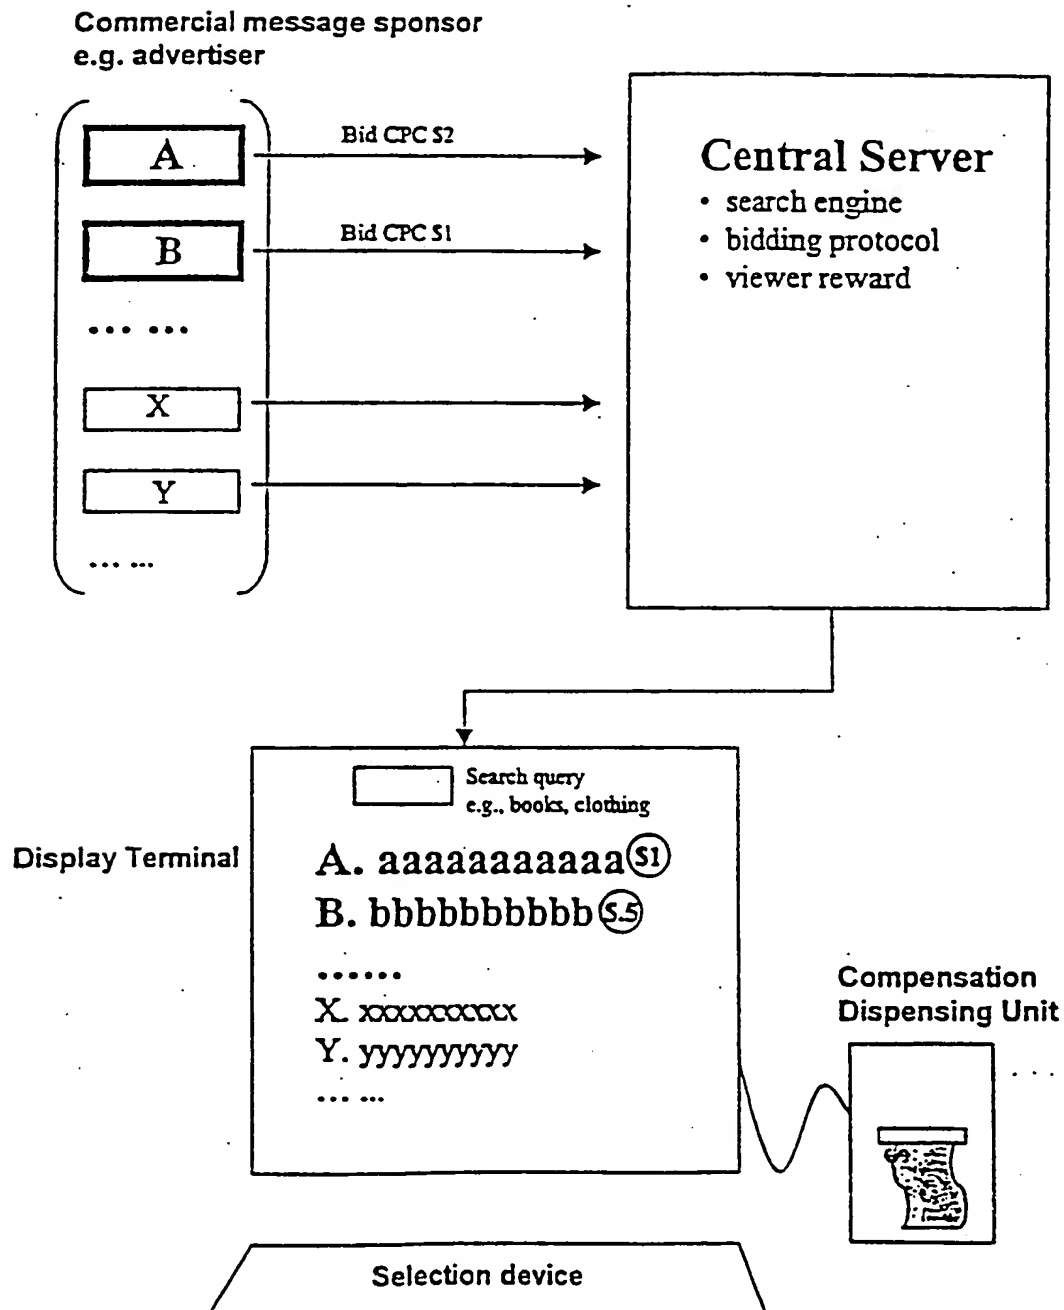 Commercial message sponsor
e.g. advertiser
A
Bid CPC $2
B
Bid CPC $1
... ...
X
Y
... ...
Central Server
• search engine
• bidding protocol
• viewer reward
Search query
e.g., books, clothing
Display Terminal
A. aaaaaaaaaaa $1
B. bbbbbbbbbb $.5
......
X. xxxxxxxxxx
Y. yyyyyyyyyy
... ...
Compensation
Dispensing Unit
$
Selection device